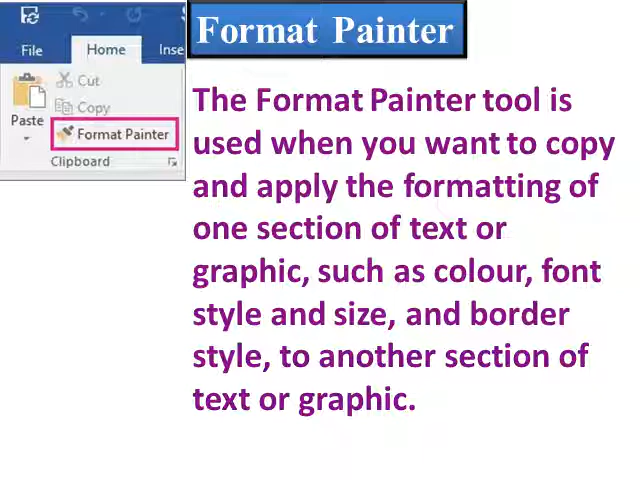 Format Painter
File Home Inse
Cut
Copy
Paste
Format Painter
Clipboard
The Format Painter tool is
used when you want to copy
and apply the formatting of
one section of text or
graphic, such as colour, font
style and size, and border
style, to another section of
text or graphic.